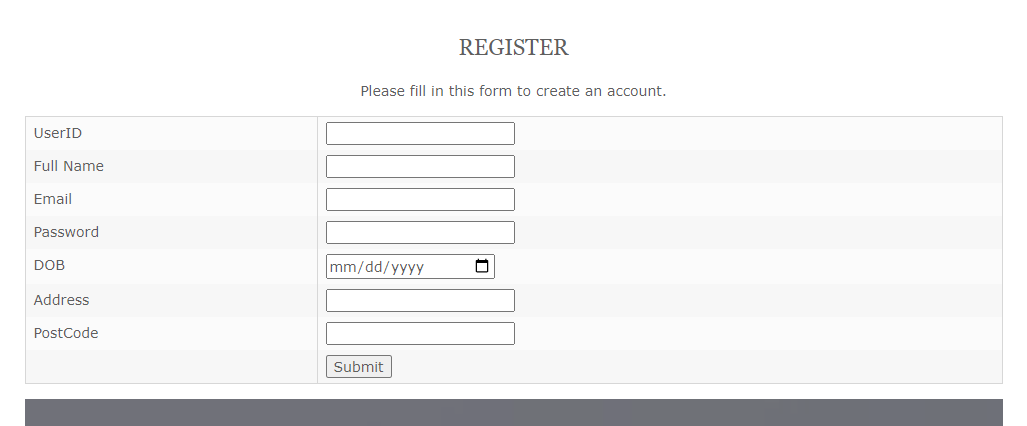 REGISTER
Please fill in this form to create an account.
UserID
Full Name
Email
Password
DOB mm/dd/yyyy
Address
PostCode
Submit